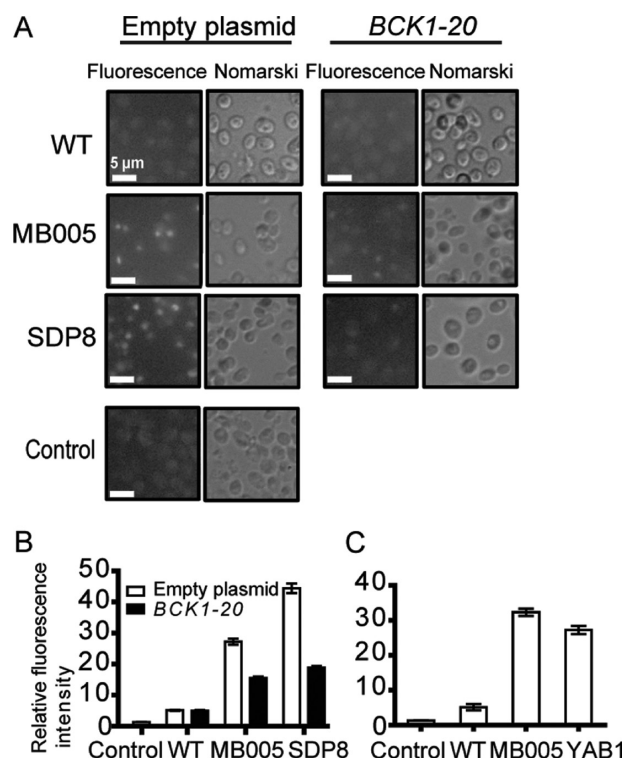 A
Empty plasmid BCK1-20
Fluorescence Nomarski Fluorescence Nomarski
WT
5 µm
MB005
SDP8
Control
B
Relative fluorescence
intensity
50
40
30
20
10
0
Empty plasmid
BCK1-20
Control WT MB005 SDP8
C
40
30
20
10
0
Control WT MB005 YAB1